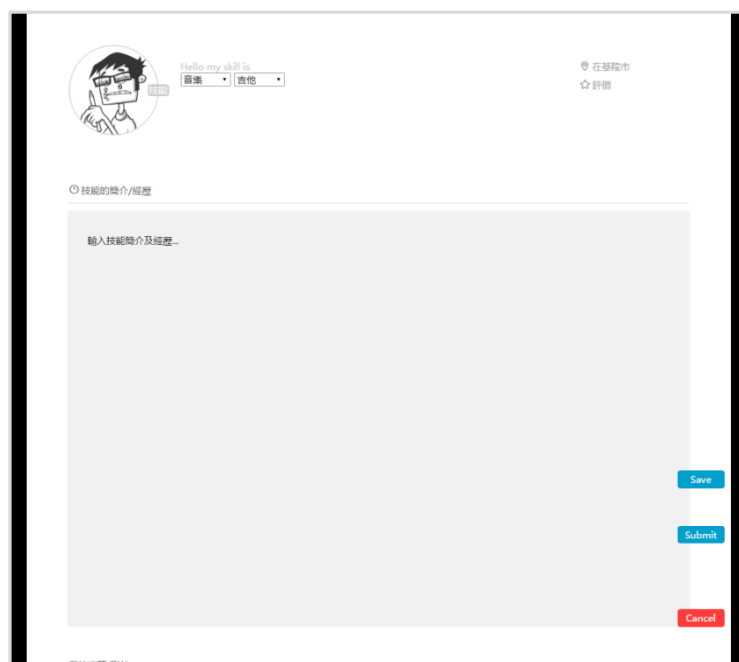 Hello my skill is
技能
音樂 吉他
在基隆市
評價
技能的簡介/經歷
輸入技能簡介及經歷...
Save
Submit
Cancel